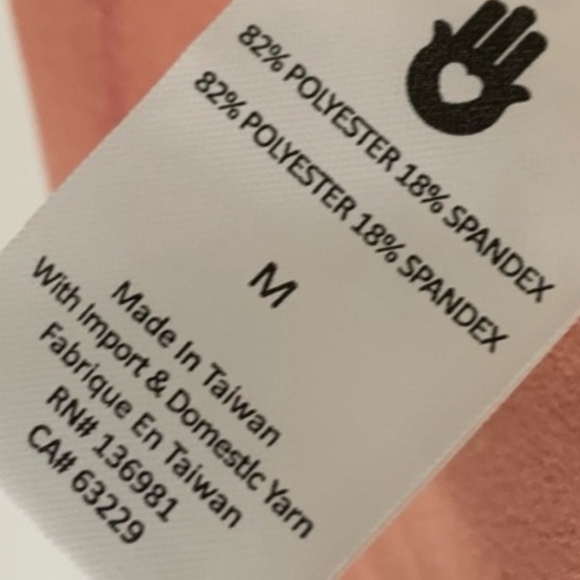 82% POLYESTER 18% SPANDEX
82% POLYESTER 18% SPANDEX
M
Made In Taiwan
With Import & Domestic Yarn
Fabrique En Taiwan
RN# 136981
CA# 63229